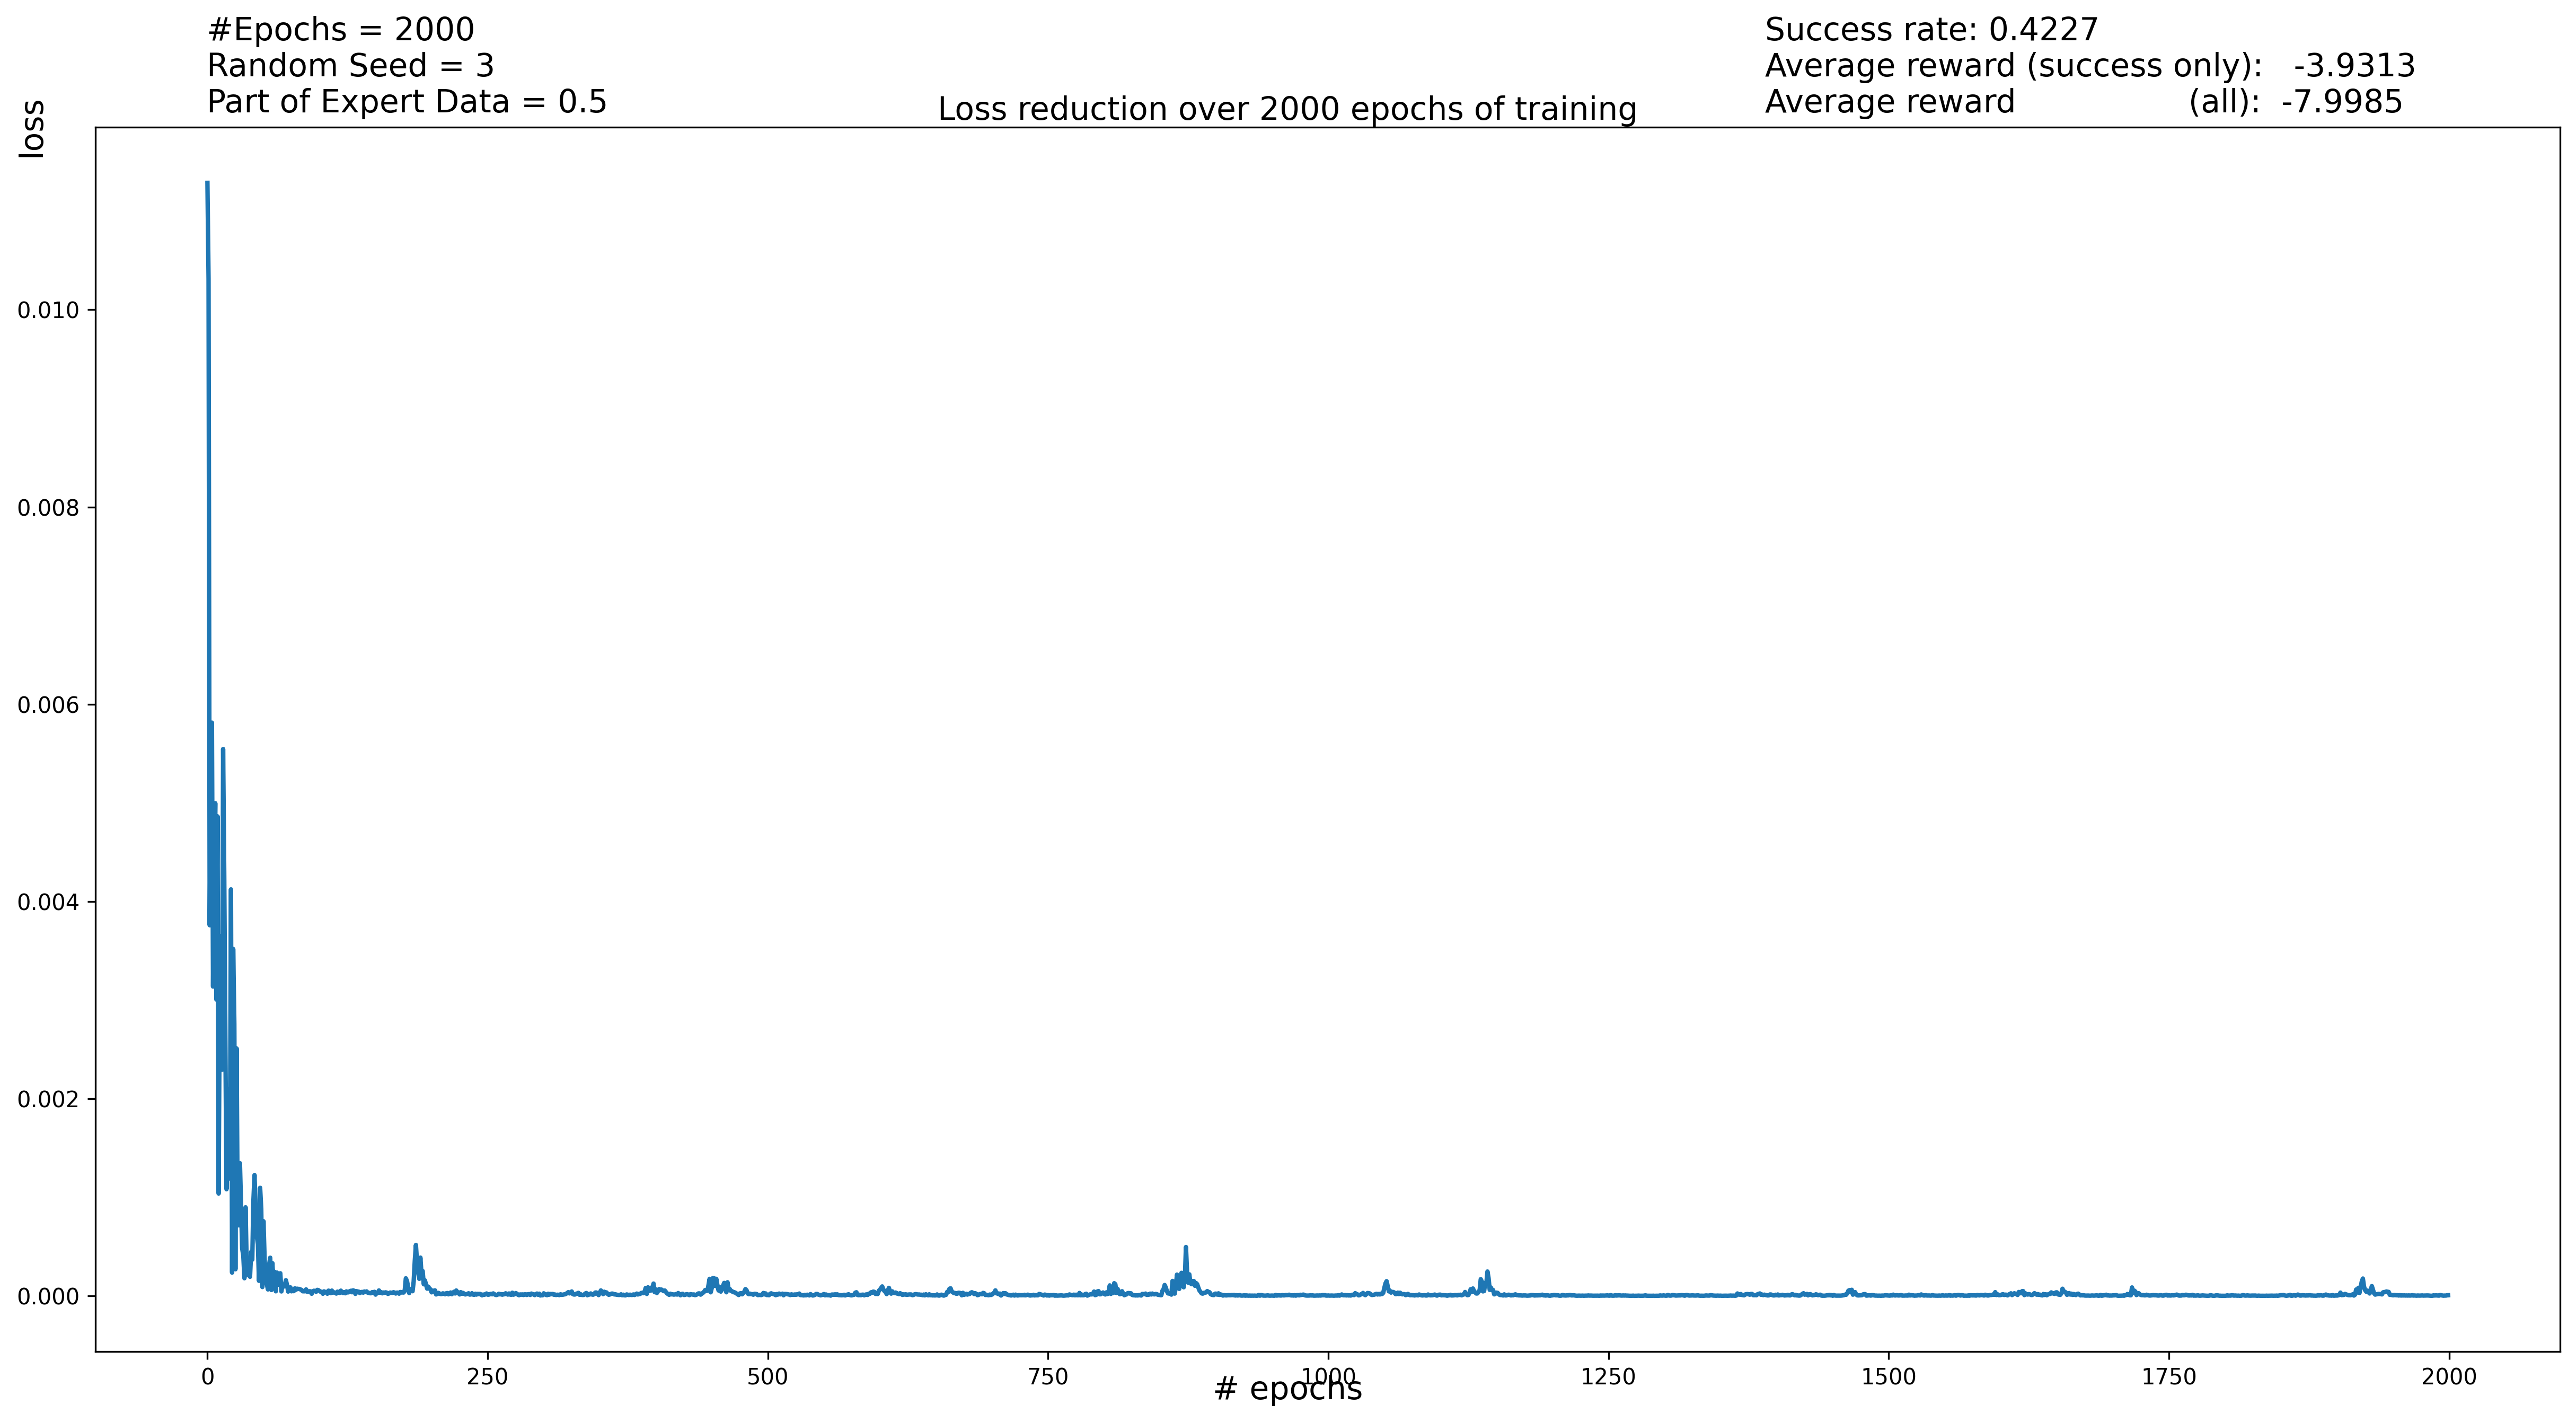 #Epochs = 2000
Random Seed = 3
Part of Expert Data = 0.5
Success rate: 0.4227
Average reward (success only): -3.9313
Average reward (all): -7.9985
Loss reduction over 2000 epochs of training
loss
0.010
0.008
0.006
0.004
0.002
0.000
0 250 500 750 1000 1250 1500 1750 2000
# epochs